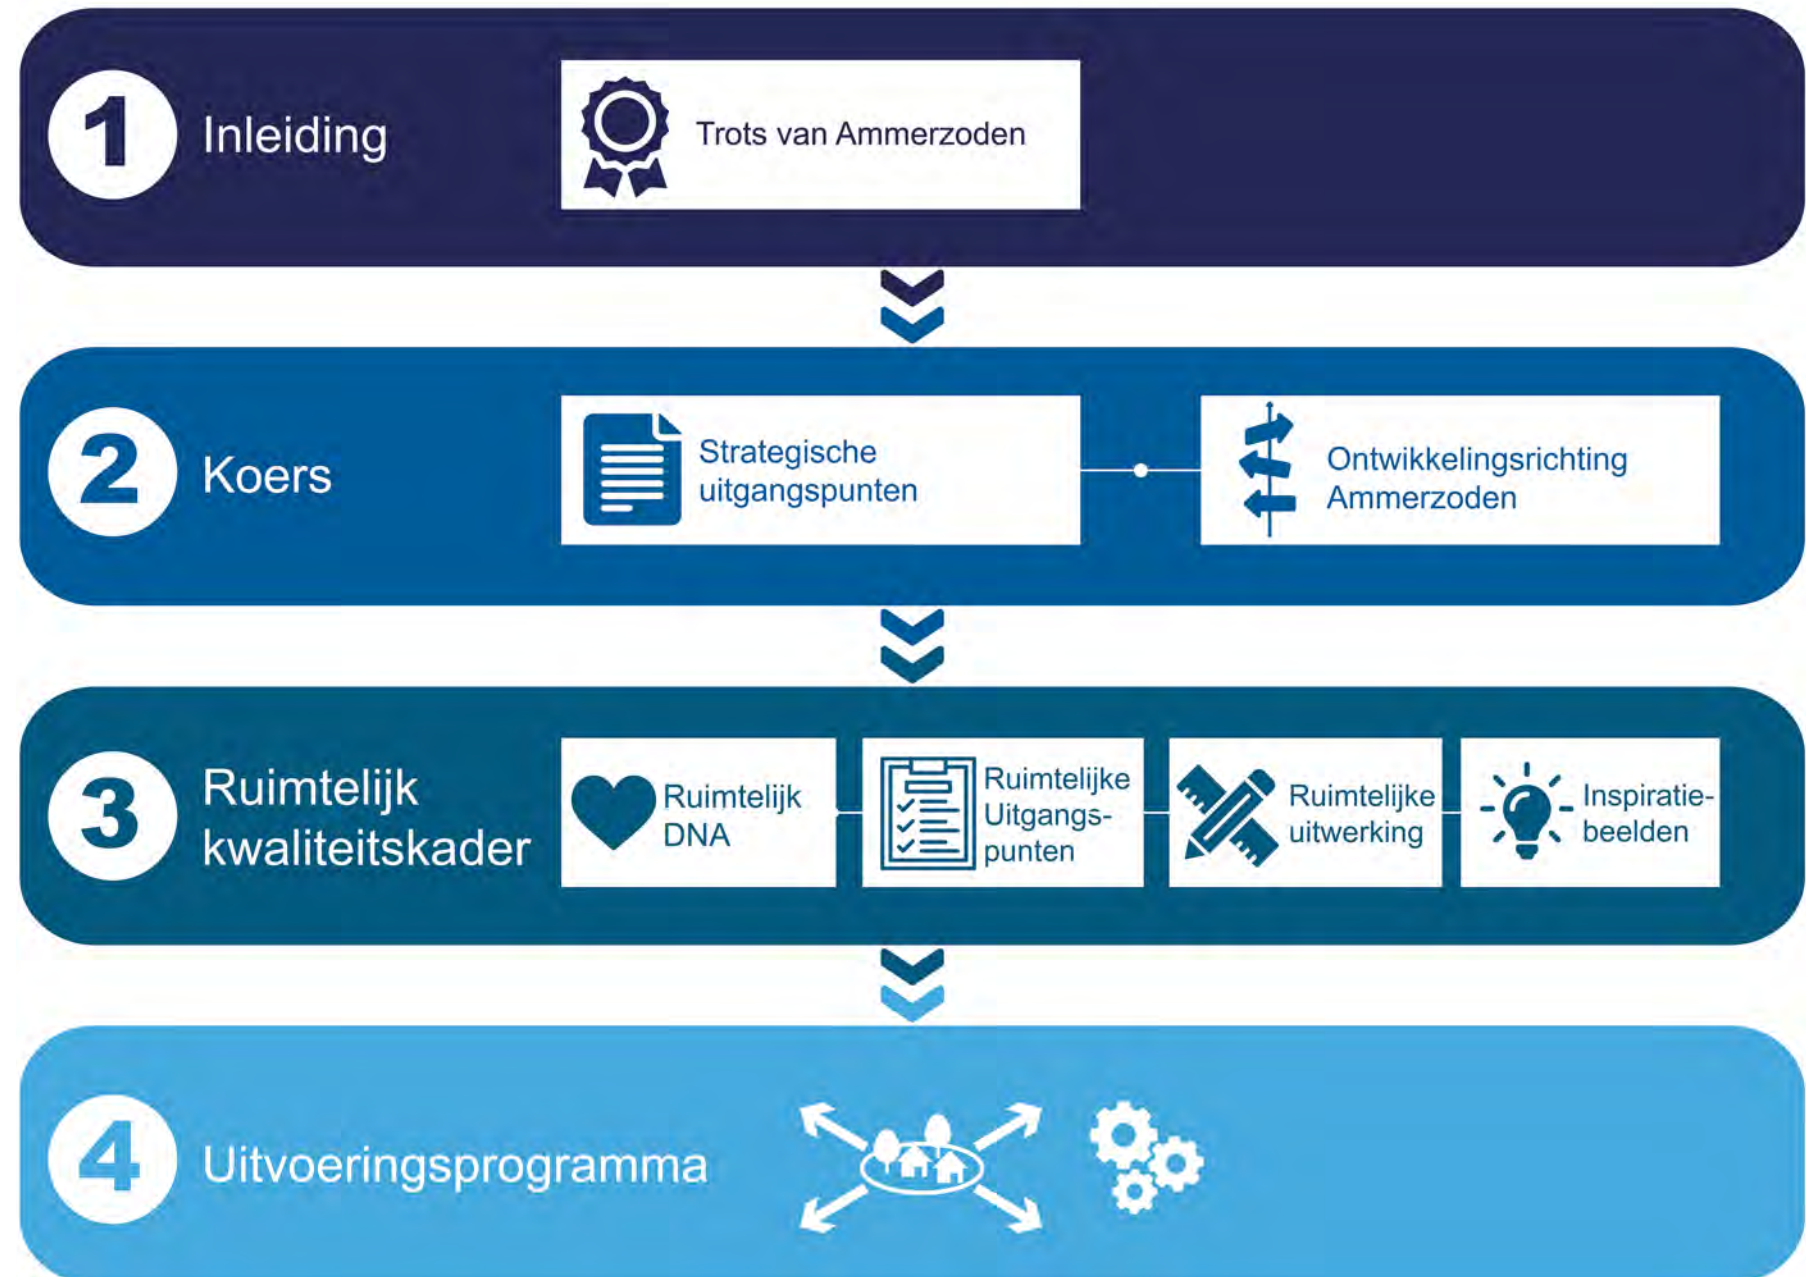 1
Inleiding
Trots van Ammerzoden
2
Koers
Strategische
uitgangspunten
Ontwikkelingsrichting
Ammerzoden
3
Ruimtelijk
kwaliteitskader
Ruimtelijk
DNA
Ruimtelijke
Uitgangs-
punten
Ruimtelijke
uitwerking
Inspiratie-
beelden
4
Uitvoeringsprogramma